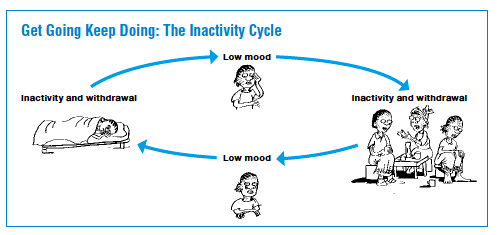 Get Going Keep Doing: The Inactivity Cycle
Low mood
Inactivity and withdrawal
Inactivity and withdrawal
Low mood